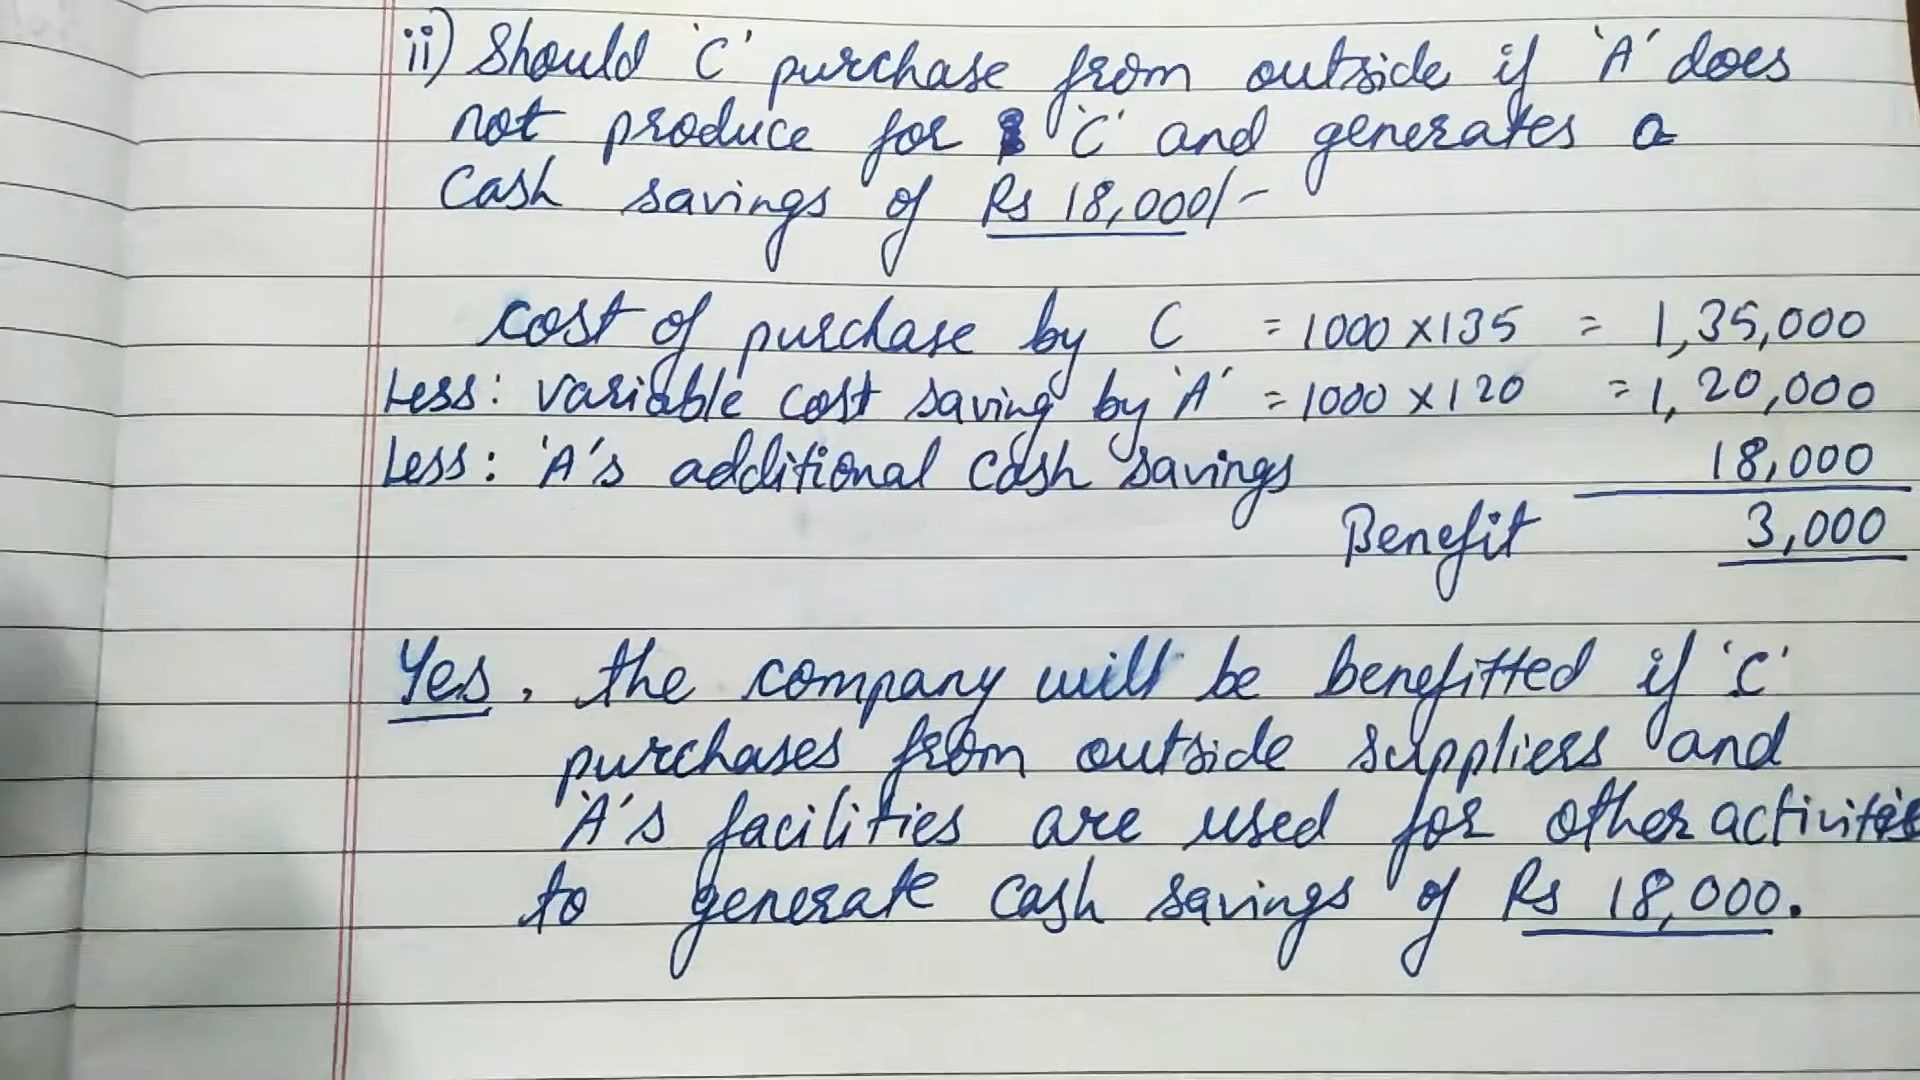 ii) Should 'C' purchase from outside if 'A' does
not produce for 'C' and generates a
cash savings of Rs 18,000/-
cost of purchase by C = 1000 x 135 = 1,35,000
Less: variable cost saving by 'A' = 1000 x 120 = 1,20,000
Less: 'A's additional cash savings 18,000
Benefit 3,000
Yes, the company will be benefitted if 'C'
purchases from outside suppliers and
'A's facilities are used for other activities
to generate cash savings of Rs 18,000.